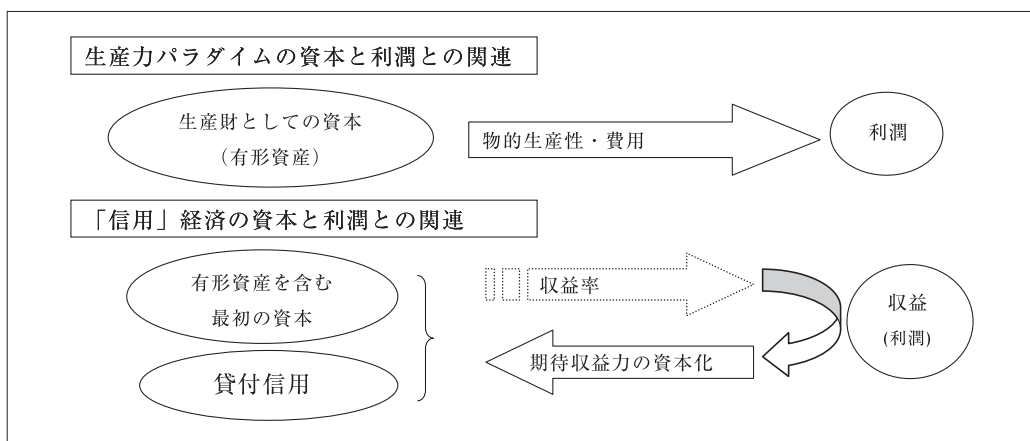 生産力パラダイムの資本と利潤との関連
生産財としての資本
（有形資産）
物的生産性・費用
利潤
「信用」経済の資本と利潤との関連
有形資産を含む
最初の資本
貸付信用
収益率
期待収益力の資本化
収益
(利潤)